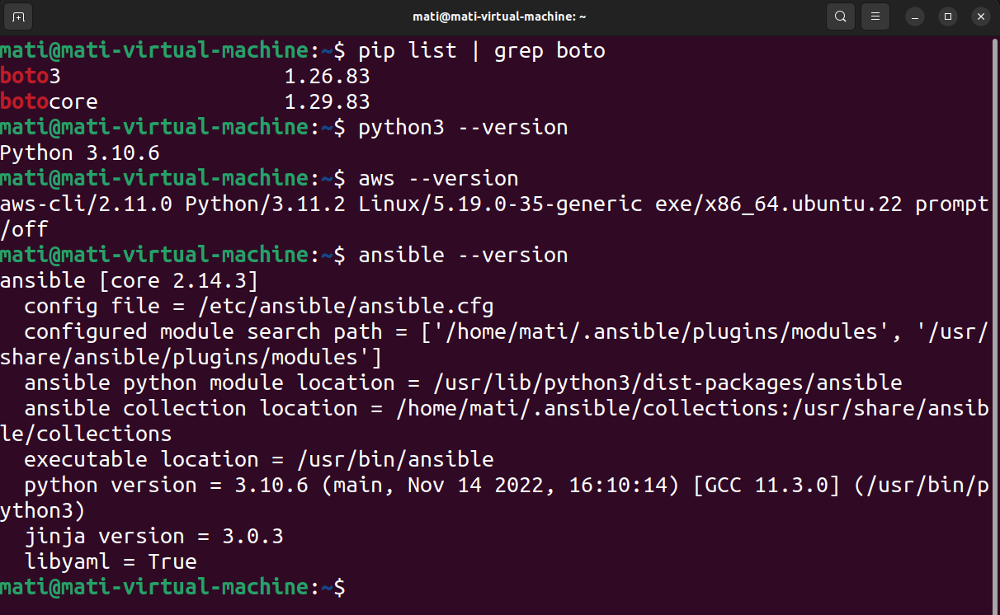 mati@mati-virtual-machine: ~
mati@mati-virtual-machine:~$ pip list | grep boto
boto3                  1.26.83
botocore               1.29.83
mati@mati-virtual-machine:~$ python3 --version
Python 3.10.6
mati@mati-virtual-machine:~$ aws --version
aws-cli/2.11.0 Python/3.11.2 Linux/5.19.0-35-generic exe/x86_64.ubuntu.22 prompt
/off
mati@mati-virtual-machine:~$ ansible --version
ansible [core 2.14.3]
  config file = /etc/ansible/ansible.cfg
  configured module search path = ['/home/mati/.ansible/plugins/modules', '/usr/
share/ansible/plugins/modules']
  ansible python module location = /usr/lib/python3/dist-packages/ansible
  ansible collection location = /home/mati/.ansible/collections:/usr/share/ansib
le/collections
  executable location = /usr/bin/ansible
  python version = 3.10.6 (main, Nov 14 2022, 16:10:14) [GCC 11.3.0] (/usr/bin/p
ython3)
  jinja version = 3.0.3
  libyaml = True
mati@mati-virtual-machine:~$